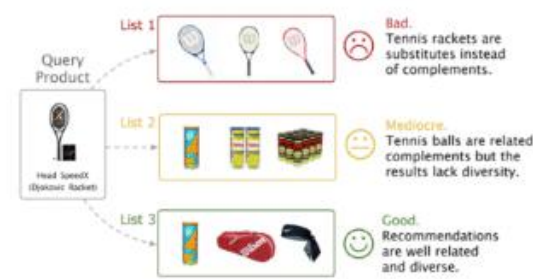 List 1
Bad.
Tennis rackets are
substitutes instead
of complements.
Query
Product
Head SpeedX
(Djokovic Racket)
List 2
Mediocre.
Tennis balls are related
complements but the
results lack diversity.
List 3
Good.
Recommendations
are well related
and diverse.
Wilson